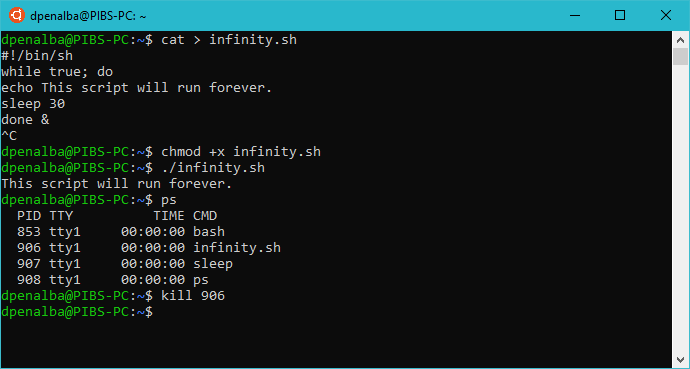 dpenalba@PIBS-PC: ~
dpenalba@PIBS-PC:~$ cat > infinity.sh
#!/bin/sh
while true; do
echo This script will run forever.
sleep 30
done &
^C
dpenalba@PIBS-PC:~$ chmod +x infinity.sh
dpenalba@PIBS-PC:~$ ./infinity.sh
This script will run forever.
dpenalba@PIBS-PC:~$ ps
  PID TTY          TIME CMD
  853 tty1     00:00:00 bash
  906 tty1     00:00:00 infinity.sh
  907 tty1     00:00:00 sleep
  908 tty1     00:00:00 ps
dpenalba@PIBS-PC:~$ kill 906
dpenalba@PIBS-PC:~$